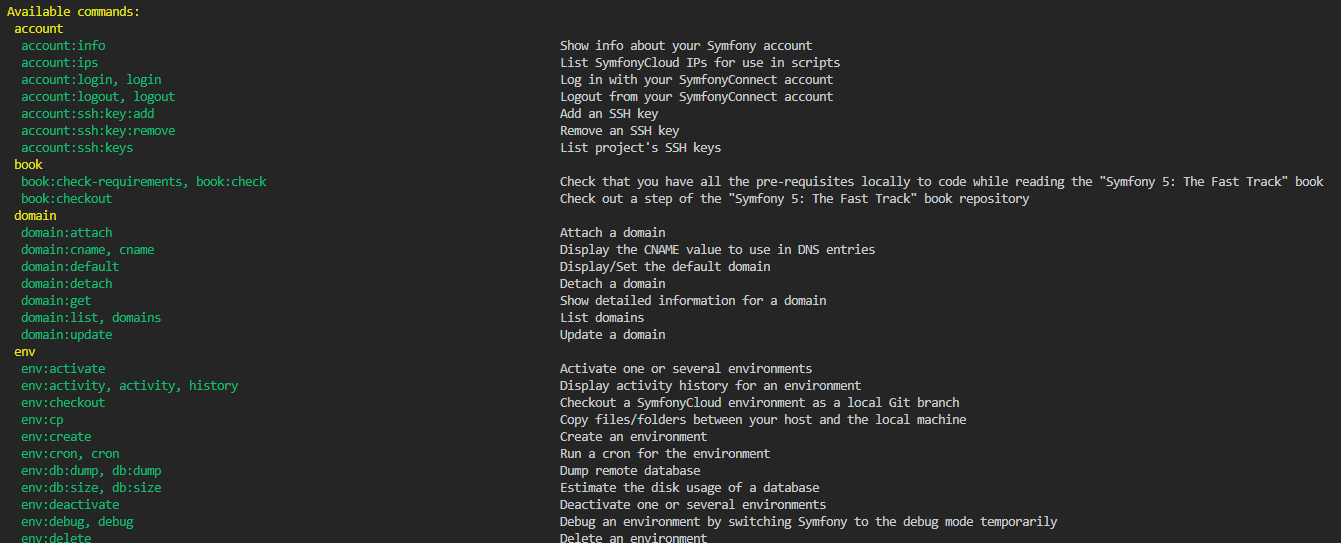 Available commands:
account
account:info Show info about your Symfony account
account:ips List SymfonyCloud IPs for use in scripts
account:login, login Log in with your SymfonyConnect account
account:logout, logout Logout from your SymfonyConnect account
account:ssh:key:add Add an SSH key
account:ssh:key:remove Remove an SSH key
account:ssh:keys List project's SSH keys
book
book:check-requirements, book:check Check that you have all the pre-requisites locally to code while reading the "Symfony 5: The Fast Track" book
book:checkout Check out a step of the "Symfony 5: The Fast Track" book repository
domain
domain:attach Attach a domain
domain:cname, cname Display the CNAME value to use in DNS entries
domain:default Display/Set the default domain
domain:detach Detach a domain
domain:get Show detailed information for a domain
domain:list, domains List domains
domain:update Update a domain
env
env:activate Activate one or several environments
env:activity, activity, history Display activity history for an environment
env:checkout Checkout a SymfonyCloud environment as a local Git branch
env:cp Copy files/folders between your host and the local machine
env:create Create an environment
env:cron, cron Run a cron for the environment
env:db:dump, db:dump Dump remote database
env:db:size, db:size Estimate the disk usage of a database
env:deactivate Deactivate one or several environments
env:debug, debug Debug an environment by switching Symfony to the debug mode temporarily
env:delete Delete an environment